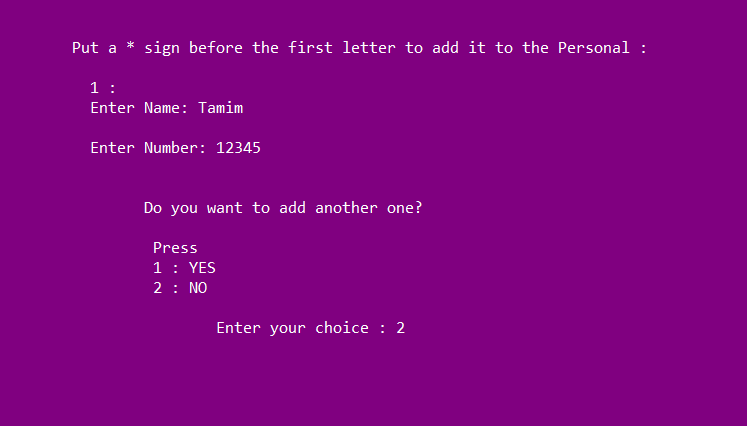 Put a * sign before the first letter to add it to the Personal :
1 :
Enter Name: Tamim
Enter Number: 12345
Do you want to add another one?
Press
1 : YES
2 : NO
Enter your choice : 2